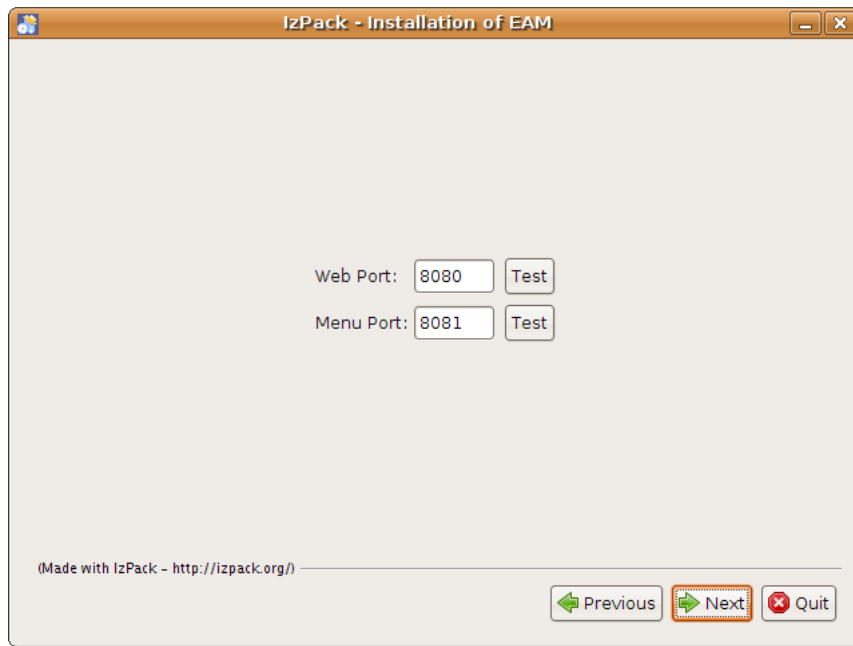 IzPack - Installation of EAM
Web Port: 8080 Test
Menu Port: 8081 Test
(Made with IzPack - http://izpack.org/)
Previous Next Quit